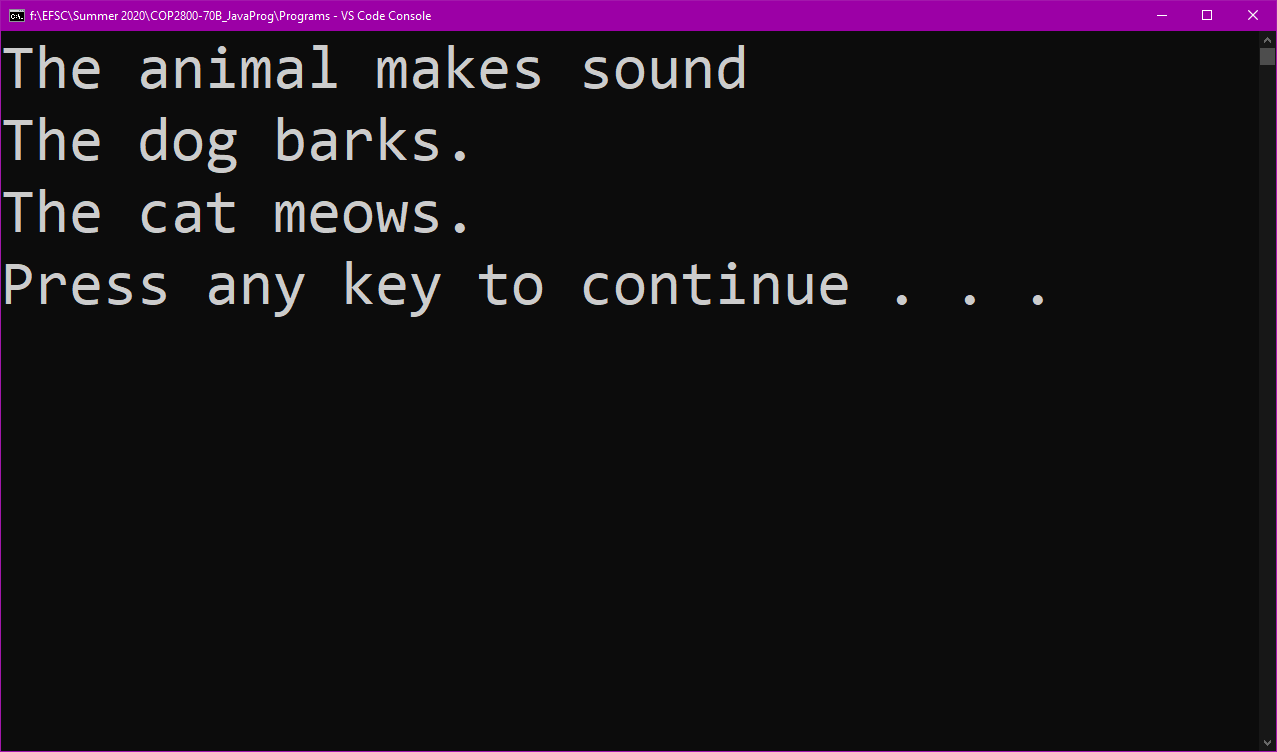 f:\EFSC\Summer 2020\COP2800-70B_JavaProg\Programs - VS Code Console
The animal makes sound
The dog barks.
The cat meows.
Press any key to continue . . .